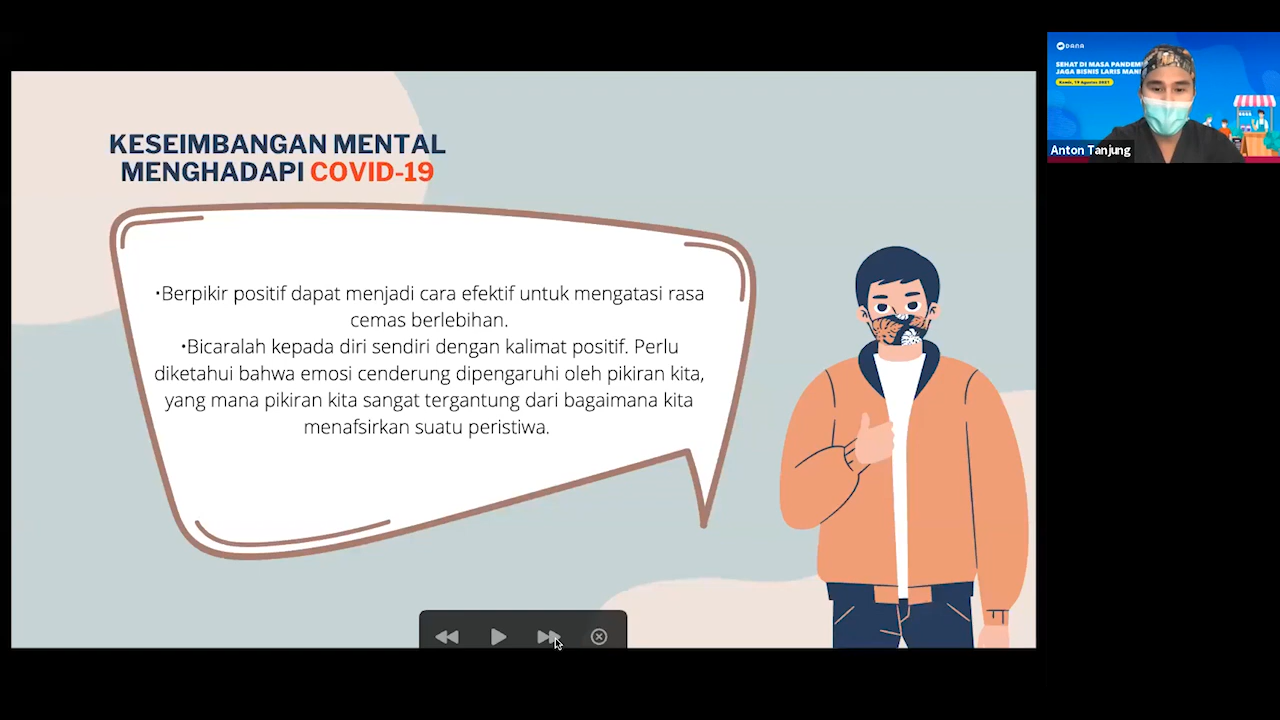 KESEIMBANGAN MENTAL
MENGHADAPI COVID-19
•Berpikir positif dapat menjadi cara efektif untuk mengatasi rasa
cemas berlebihan.
•Bicaralah kepada diri sendiri dengan kalimat positif. Perlu
diketahui bahwa emosi cenderung dipengaruhi oleh pikiran kita,
yang mana pikiran kita sangat tergantung dari bagaimana kita
menafsirkan suatu peristiwa.
DANA
SEHAT DI MASA
JAGA BISNIS LARIS
Agustus 2021
Anton Tanjung